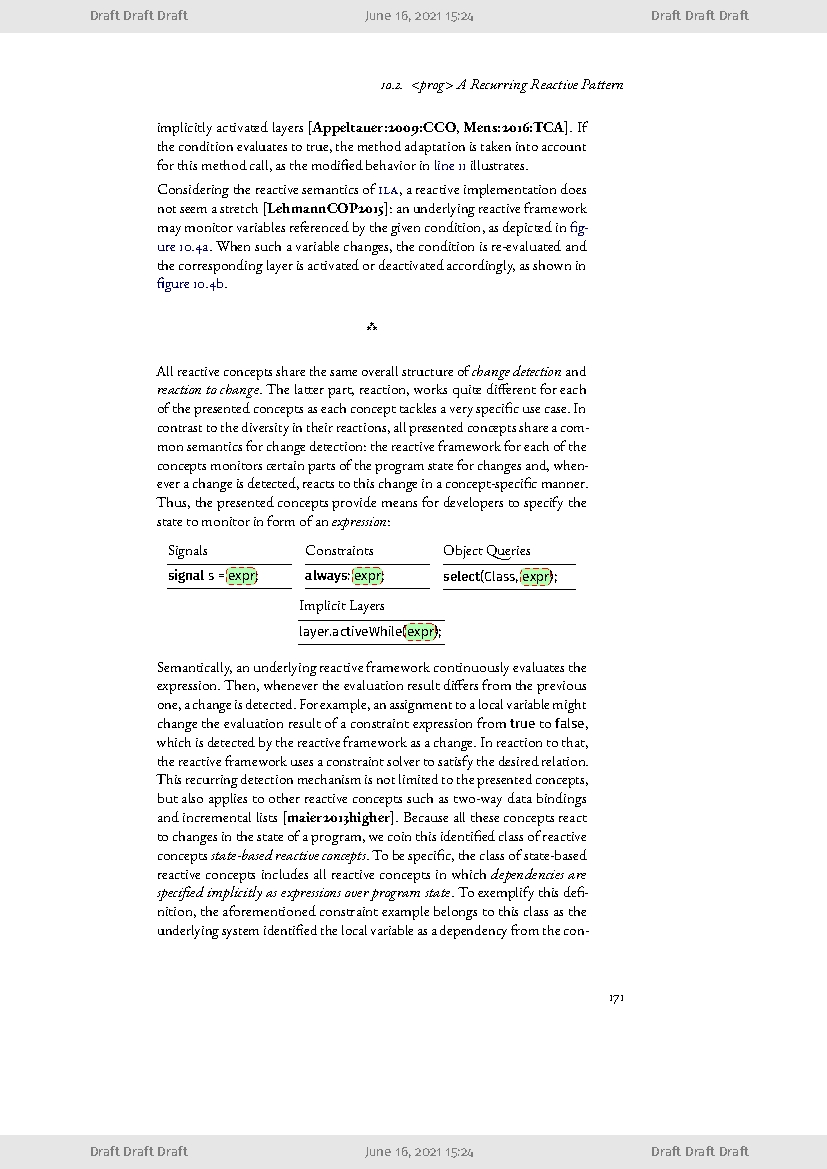 Draft Draft Draft June 16, 2021 15:24 Draft Draft Draft
10.2. <prog> A Recurring Reactive Pattern
implicitly activated layers [Appeltauer:2009:CCO, Mens:2016:TCA]. If
the condition evaluates to true, the method adaptation is taken into account
for this method call, as the modified behavior in line 11 illustrates.
Considering the reactive semantics of ILA, a reactive implementation does
not seem a stretch [LehmannCOP2015]: an underlying reactive framework
may monitor variables referenced by the given condition, as depicted in fig-
ure 10.4a. When such a variable changes, the condition is re-evaluated and
the corresponding layer is activated or deactivated accordingly, as shown in
figure 10.4b.
⁂
All reactive concepts share the same overall structure of change detection and
reaction to change. The latter part, reaction, works quite different for each
of the presented concepts as each concept tackles a very specific use case. In
contrast to the diversity in their reactions, all presented concepts share a com-
mon semantics for change detection: the reactive framework for each of the
concepts monitors certain parts of the program state for changes and, when-
ever a change is detected, reacts to this change in a concept-specific manner.
Thus, the presented concepts provide means for developers to specify the
state to monitor in form of an expression:
Signals Constraints Object Queries
signal s = expr; always: expr; select(Class, expr);
Implicit Layers
layer.activeWhile(expr);
Semantically, an underlying reactive framework continuously evaluates the
expression. Then, whenever the evaluation result differs from the previous
one, a change is detected. For example, an assignment to a local variable might
change the evaluation result of a constraint expression from true to false,
which is detected by the reactive framework as a change. In reaction to that,
the reactive framework uses a constraint solver to satisfy the desired relation.
This recurring detection mechanism is not limited to the presented concepts,
but also applies to other reactive concepts such as two-way data bindings
and incremental lists [maier2013higher]. Because all these concepts react
to changes in the state of a program, we coin this identified class of reactive
concepts state-based reactive concepts. To be specific, the class of state-based
reactive concepts includes all reactive concepts in which dependencies are
specified implicitly as expressions over program state. To exemplify this defi-
nition, the aforementioned constraint example belongs to this class as the
underlying system identified the local variable as a dependency from the con-
171
Draft Draft Draft June 16, 2021 15:24 Draft Draft Draft